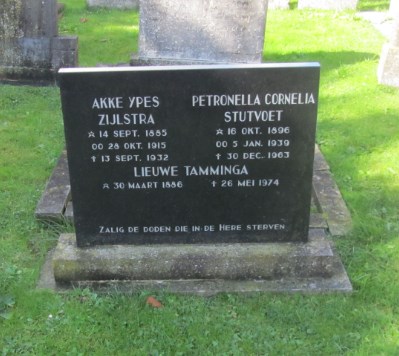 AKKE YPES
ZIJLSTRA
☆ 14 SEPT. 1885
OO 28 OKT. 1915
† 13 SEPT. 1932
PETRONELLA CORNELIA
STUTVOET
☆ 16 OKT. 1896
OO 5 JAN. 1939
† 30 DEC. 1963
LIEUWE TAMMINGA
☆ 30 MAART 1886 † 26 MEI 1974
ZALIG DE DODEN DIE IN DE HERE STERVEN